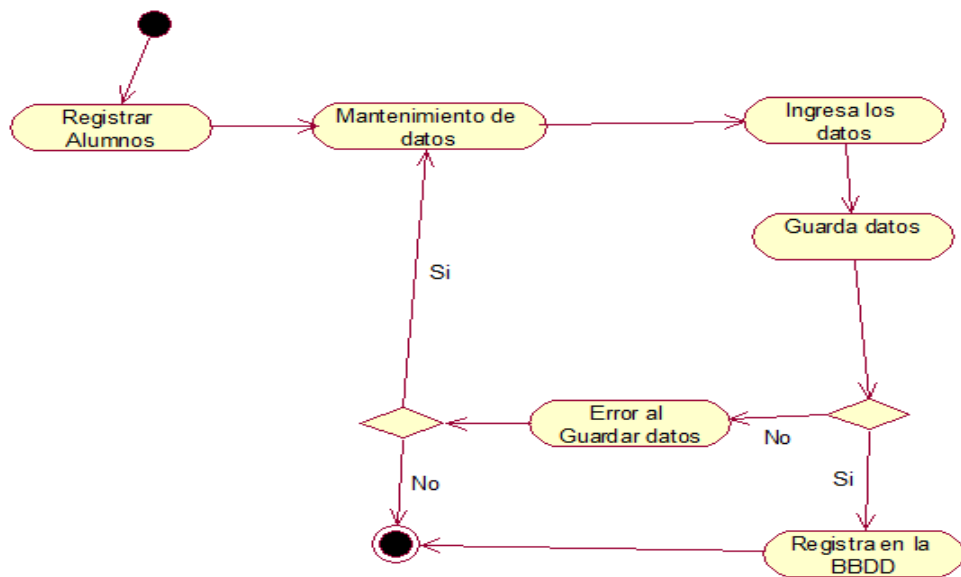 Registrar
Alumnos
Mantenimiento de
datos
Ingresa los
datos
Guarda datos
Si
Error al
Guardar datos
No
Si
No
Registra en la
BBDD